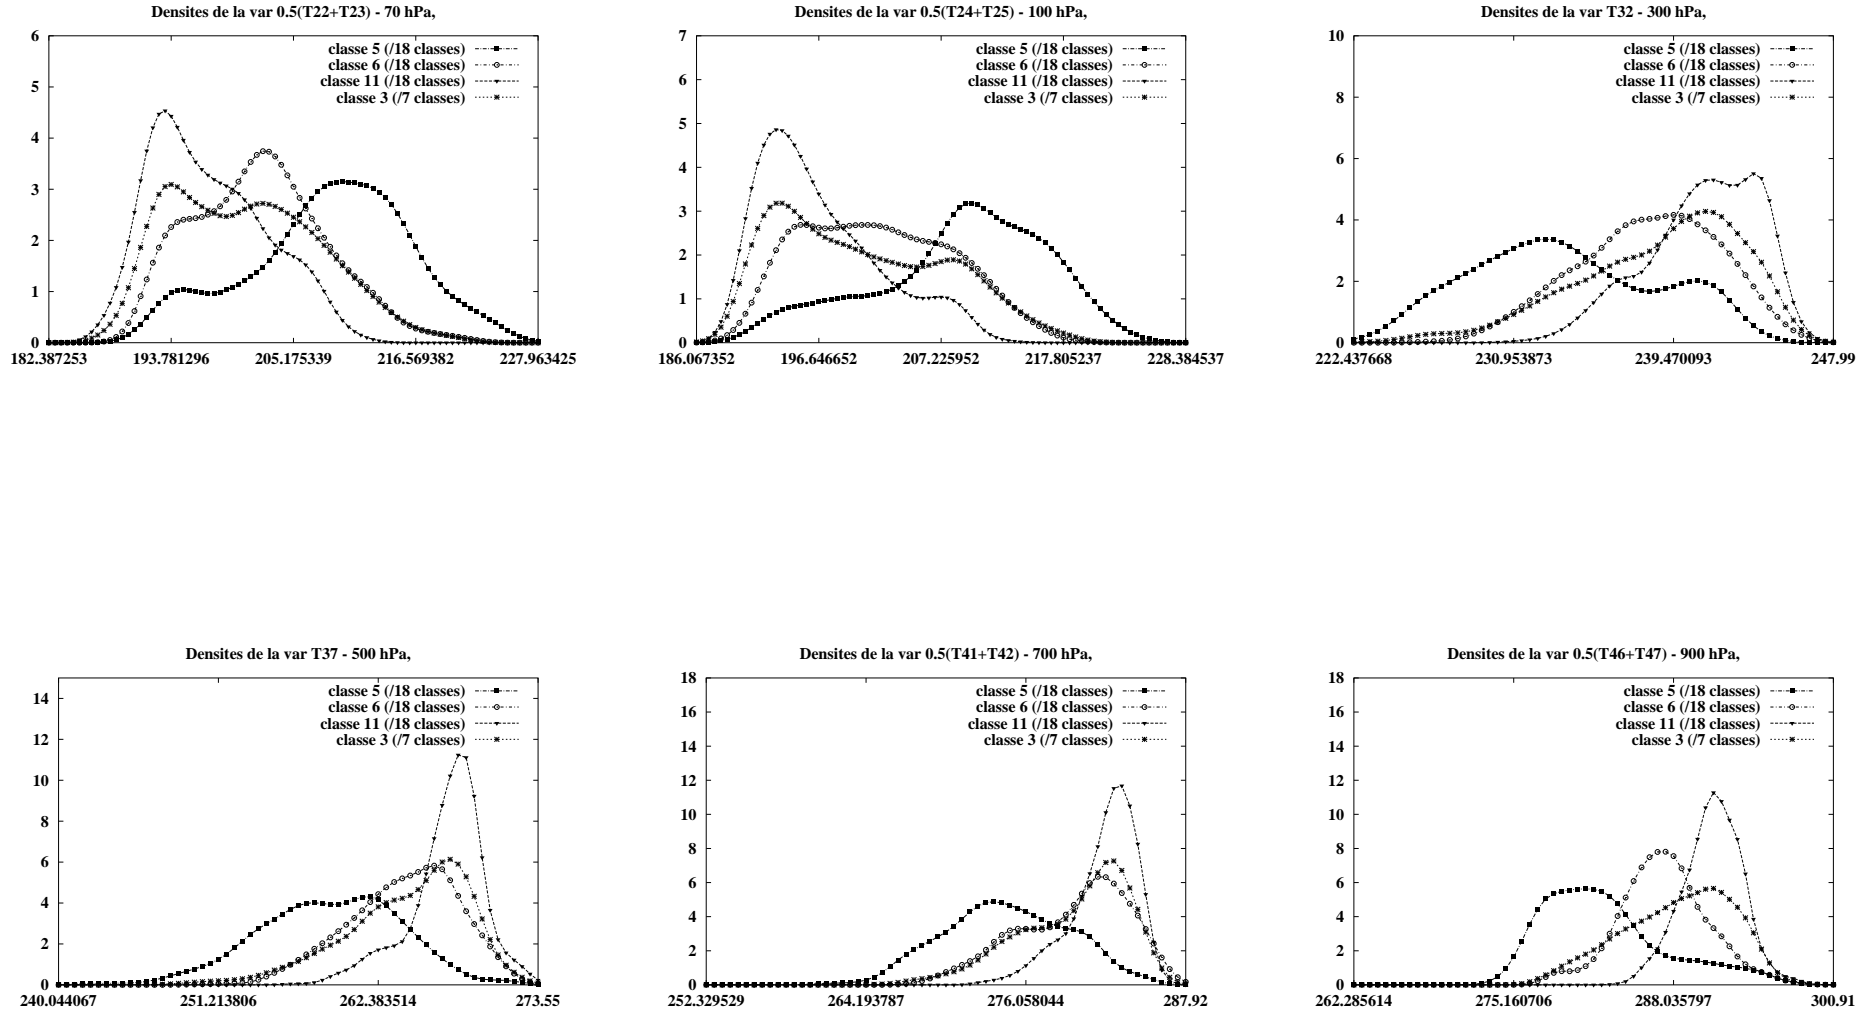 Densites de la var 0.5(T22+T23) - 70 hPa,
6
5
4
3
2
1
0
182.387253 193.781296 205.175339 216.569382 227.963425
classe 5 (/18 classes)
classe 6 (/18 classes)
classe 11 (/18 classes)
classe 3 (/7 classes)
Densites de la var 0.5(T24+T25) - 100 hPa,
7
6
5
4
3
2
1
0
186.067352 196.646652 207.225952 217.805237 228.384537
classe 5 (/18 classes)
classe 6 (/18 classes)
classe 11 (/18 classes)
classe 3 (/7 classes)
Densites de la var T32 - 300 hPa,
10
8
6
4
2
0
222.437668 230.953873 239.470093 247.99
classe 5 (/18 classes)
classe 6 (/18 classes)
classe 11 (/18 classes)
classe 3 (/7 classes)
Densites de la var T37 - 500 hPa,
14
12
10
8
6
4
2
0
240.044067 251.213806 262.383514 273.55
classe 5 (/18 classes)
classe 6 (/18 classes)
classe 11 (/18 classes)
classe 3 (/7 classes)
Densites de la var 0.5(T41+T42) - 700 hPa,
18
16
14
12
10
8
6
4
2
0
252.329529 264.193787 276.058044 287.92
classe 5 (/18 classes)
classe 6 (/18 classes)
classe 11 (/18 classes)
classe 3 (/7 classes)
Densites de la var 0.5(T46+T47) - 900 hPa,
18
16
14
12
10
8
6
4
2
0
262.285614 275.160706 288.035797 300.91
classe 5 (/18 classes)
classe 6 (/18 classes)
classe 11 (/18 classes)
classe 3 (/7 classes)